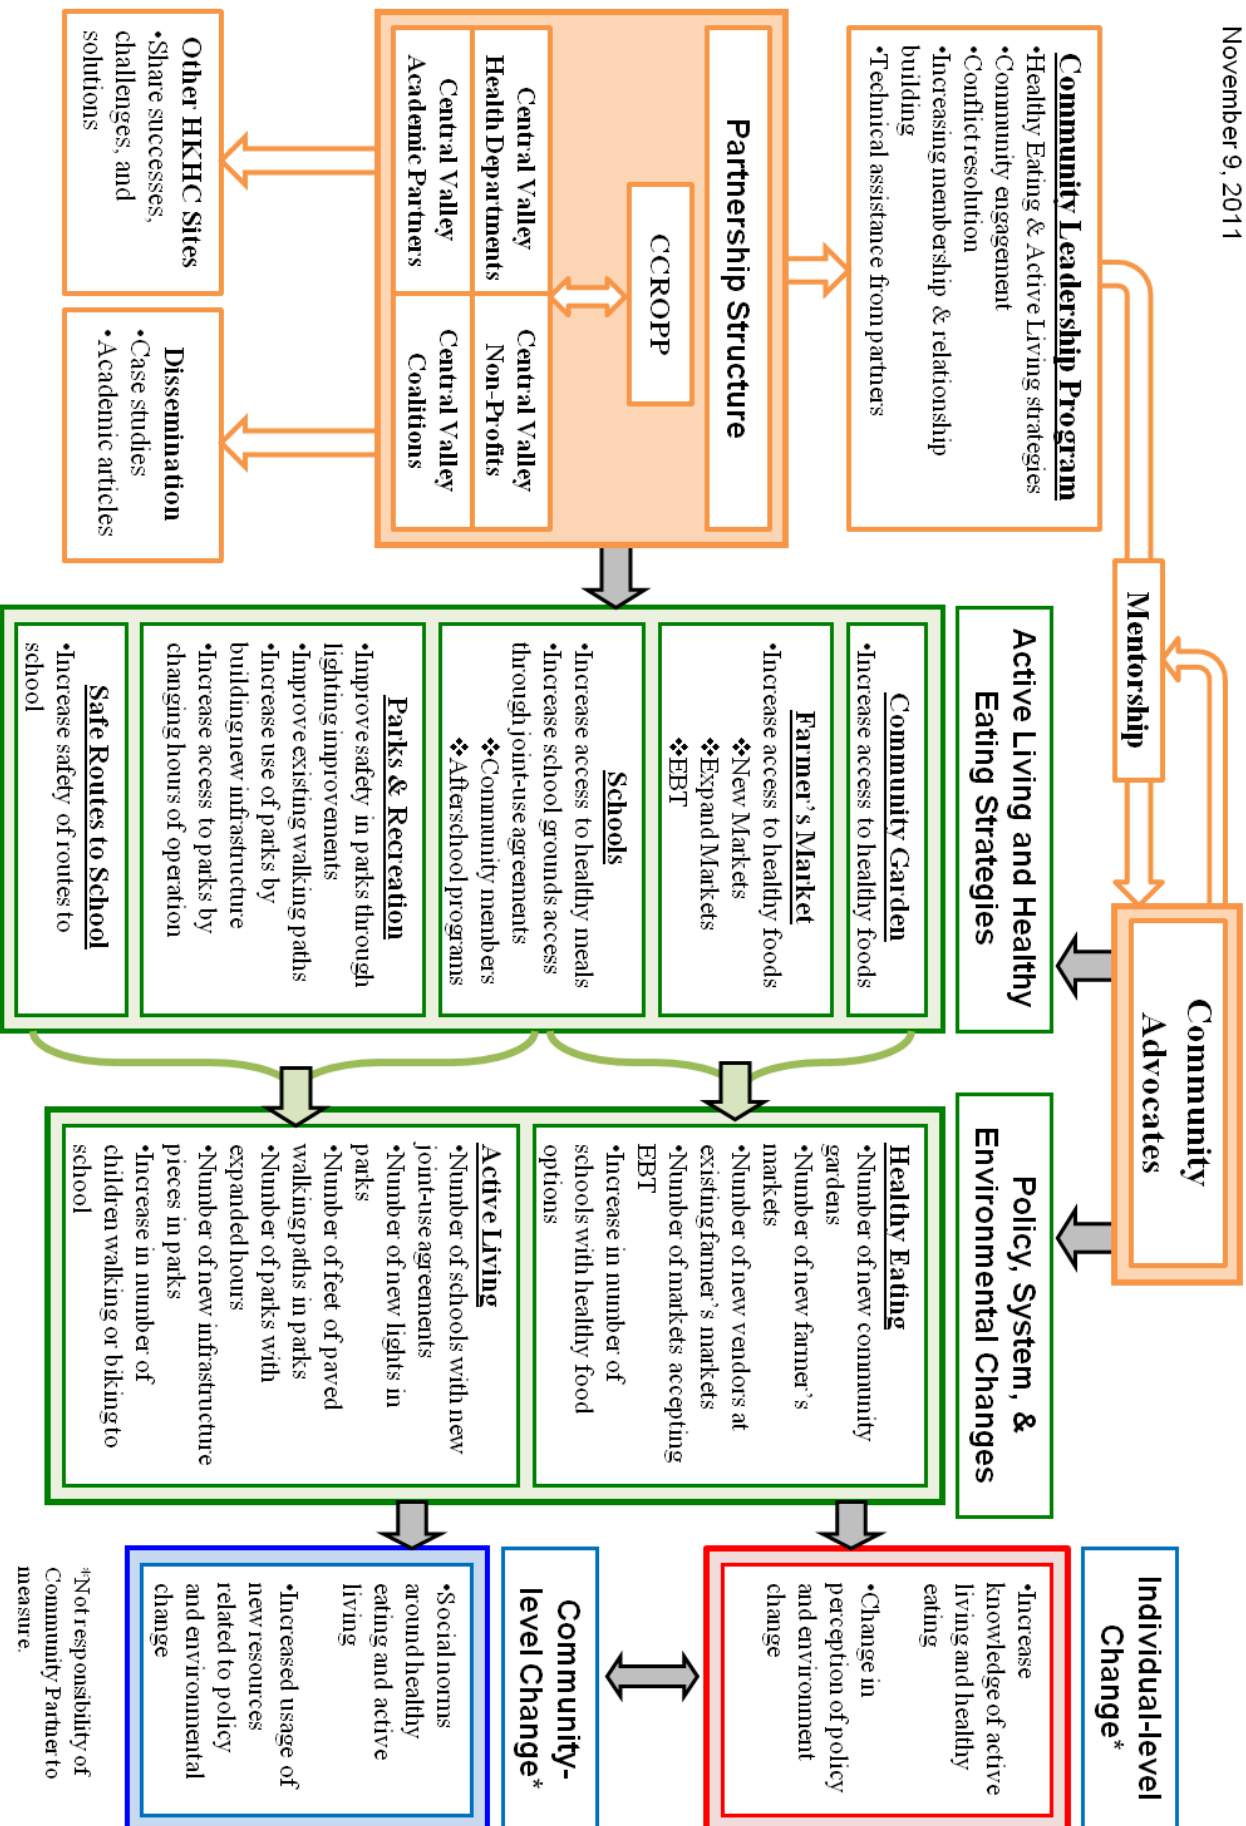 November 9, 2011
Community Leadership Program
•Healthy Eating & Active Living strategies
•Community engagement
•Conflict resolution
•Increasing membership & relationship
building
•Technical assistance from partners
Mentorship
Community
Advocates
Partnership Structure
CCROPP
Central Valley
Health Departments
Central Valley
Non-Profits
Central Valley
Academic Partners
Central Valley
Coalitions
Other HKHC Sites
•Share successes,
challenges, and
solutions
Dissemination
•Case studies
•Academic articles
Active Living and Healthy
Eating Strategies
Community Garden
•Increase access to healthy foods
Farmer's Market
•Increase access to healthy foods
❖New Markets
❖Expand Markets
❖EBT
Schools
•Increase access to healthy meals
•Increase school grounds access
through joint-use agreements
❖Community members
❖Afterschool programs
Parks & Recreation
•Improve safety in parks through
lighting improvements
•Improve existing walking paths
•Increase use of parks by
building new infrastructure
•Increase access to parks by
changing hours of operation
Safe Routes to School
•Increase safety of routes to
school
Policy, System, &
Environmental Changes
Healthy Eating
•Number of new community
gardens
•Number of new farmer's
markets
•Number of new vendors at
existing farmer's markets
•Number of markets accepting
EBT
•Increase in number of
schools with healthy food
options
Active Living
•Number of schools with new
joint-use agreements
•Number of new lights in
parks
•Number of feet of paved
walking paths in parks
•Number of parks with
expanded hours
•Number of new infrastructure
pieces in parks
•Increase in number of
children walking or biking to
school
Individual-level
Change*
•Increase
knowledge of active
living and healthy
eating
•Change in
perception of policy
and environment
change
Community-
level Change*
•Social norms
around healthy
eating and active
living
•Increased usage of
new resources
related to policy
and environmental
change
*Not responsibility of
Community Partner to
measure.